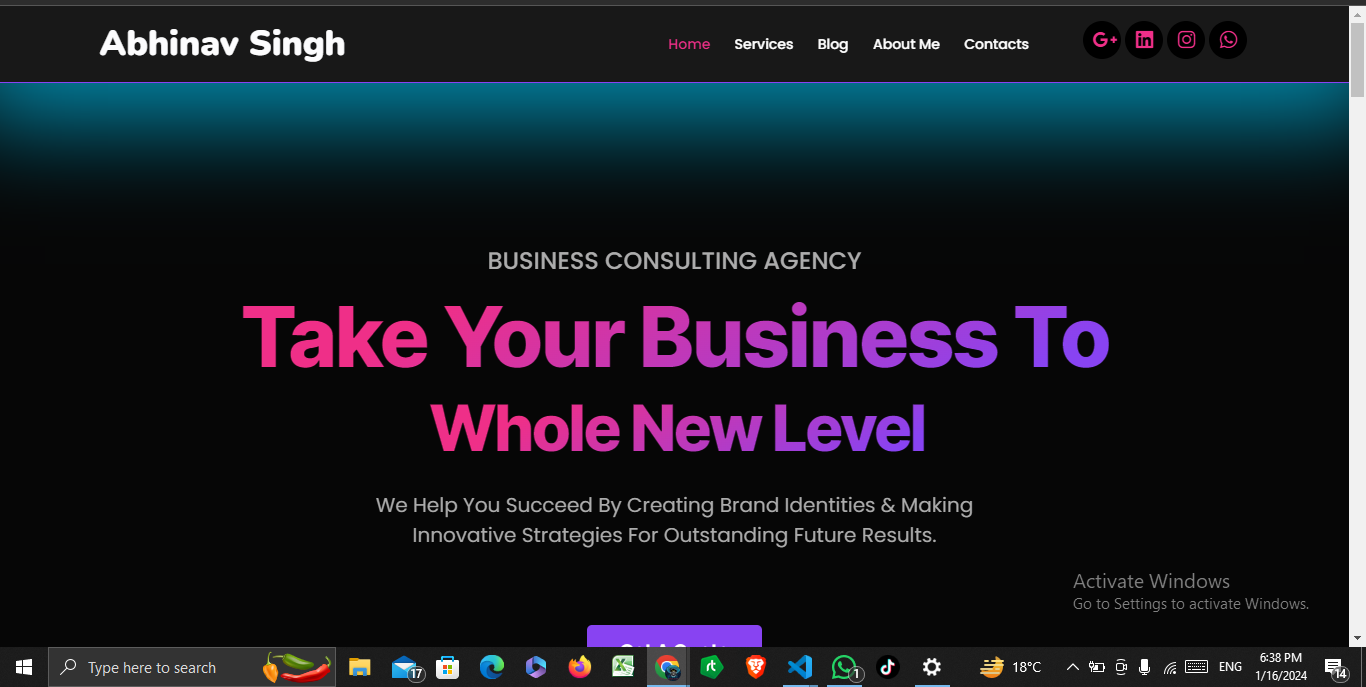 Abhinav Singh
Home Services Blog About Me Contacts
G+ in
BUSINESS CONSULTING AGENCY
Take Your Business To
Whole New Level
We Help You Succeed By Creating Brand Identities & Making
Innovative Strategies For Outstanding Future Results.
Activate Windows
Go to Settings to activate Windows.
Type here to search
17
rt
1
18°C
ENG
6:38 PM
1/16/2024
14